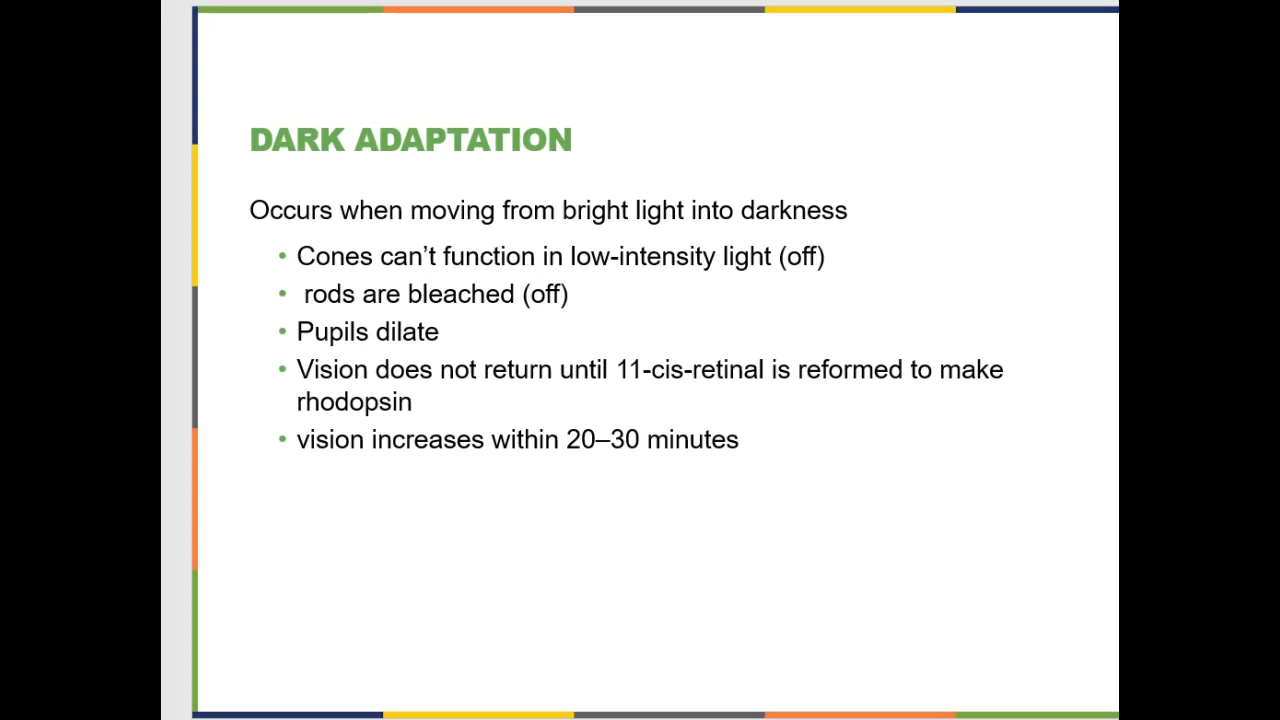 DARK ADAPTATION
Occurs when moving from bright light into darkness
• Cones can’t function in low-intensity light (off)
• rods are bleached (off)
• Pupils dilate
• Vision does not return until 11-cis-retinal is reformed to make
rhodopsin
• vision increases within 20–30 minutes